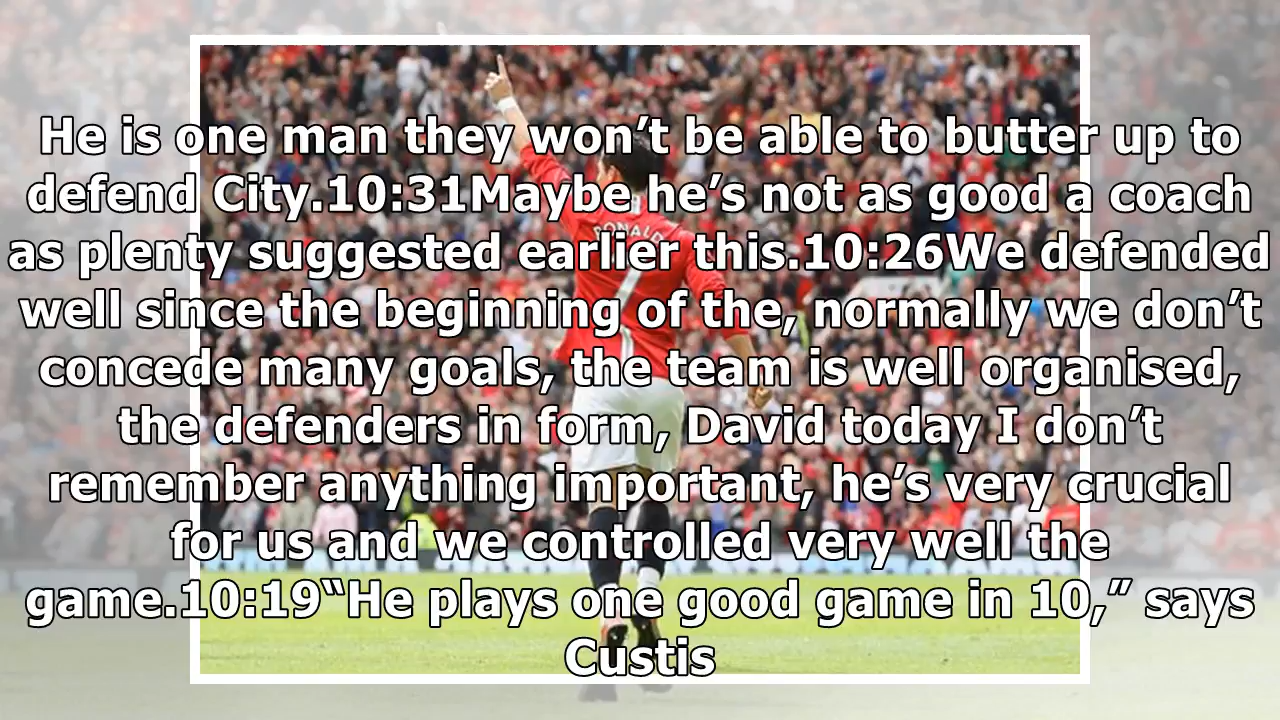 He is one man they won’t be able to butter up to
defend City.10:31Maybe he’s not as good a coach
as plenty suggested earlier this.10:26We defended
well since the beginning of the, normally we don’t
concede many goals, the team is well organised,
the defenders in form, David today I don’t
remember anything important, he’s very crucial
for us and we controlled very well the
game.10:19“He plays one good game in 10,” says
Custis
RONALDO
7